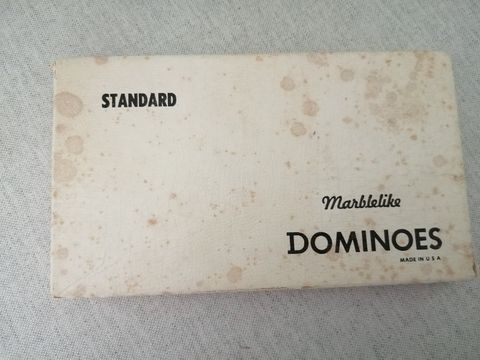 STANDARD
Marblelike
DOMINOES
MADE IN U S A